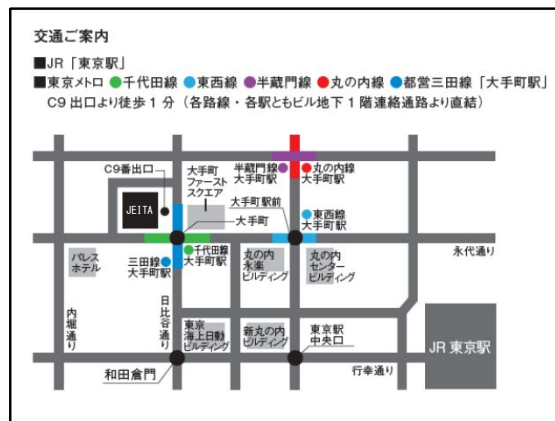 交通ご案内
■JR「東京駅」
■東京メトロ ●千代田線 ●東西線 ●半蔵門線 ●丸の内線 ●都営三田線「大手町駅」
C9出口より徒歩1分（各路線・各駅ともビル地下1階連絡通路より直結）
C9番出口
大手町
ファースト
スクエア
半蔵門線
大手町駅
丸の内線
大手町駅
JEITA
大手町駅前
東西線
大手町駅
大手町
永代通り
パレス
ホテル
三田線
大手町駅
千代田線
大手町駅
丸の内
永楽
ビルディング
丸の内
センター
ビルディング
内堀通り
日比谷通り
東京
海上日動
ビルディング
新丸の内
ビルディング
東京駅
中央口
JR 東京駅
和田倉門
行幸通り